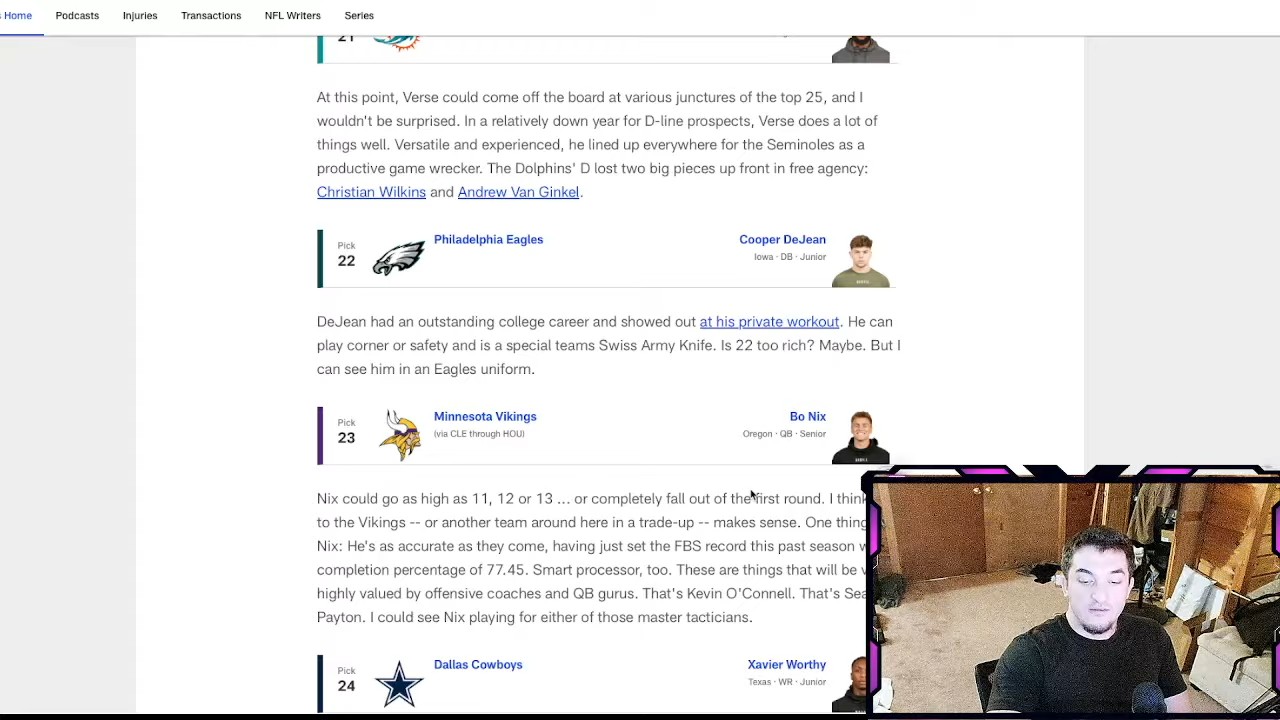 s Home Podcasts Injuries Transactions NFL Writers Series
21
At this point, Verse could come off the board at various junctures of the top 25, and I
wouldn't be surprised. In a relatively down year for D-line prospects, Verse does a lot of
things well. Versatile and experienced, he lined up everywhere for the Seminoles as a
productive game wrecker. The Dolphins' D lost two big pieces up front in free agency:
Christian Wilkins and Andrew Van Ginkel.
Pick
22
Philadelphia Eagles
Cooper DeJean
Iowa · DB · Junior
DeJean had an outstanding college career and showed out at his private workout. He can
play corner or safety and is a special teams Swiss Army Knife. Is 22 too rich? Maybe. But I
can see him in an Eagles uniform.
Pick
23
Minnesota Vikings
(via CLE through HOU)
Bo Nix
Oregon · QB · Senior
Nix could go as high as 11, 12 or 13 ... or completely fall out of the first round. I think
to the Vikings -- or another team around here in a trade-up -- makes sense. One thing
Nix: He's as accurate as they come, having just set the FBS record this past season w
completion percentage of 77.45. Smart processor, too. These are things that will be v
highly valued by offensive coaches and QB gurus. That's Kevin O'Connell. That's Sea
Payton. I could see Nix playing for either of those master tacticians.
Pick
24
Dallas Cowboys
Xavier Worthy
Texas · WR · Junior